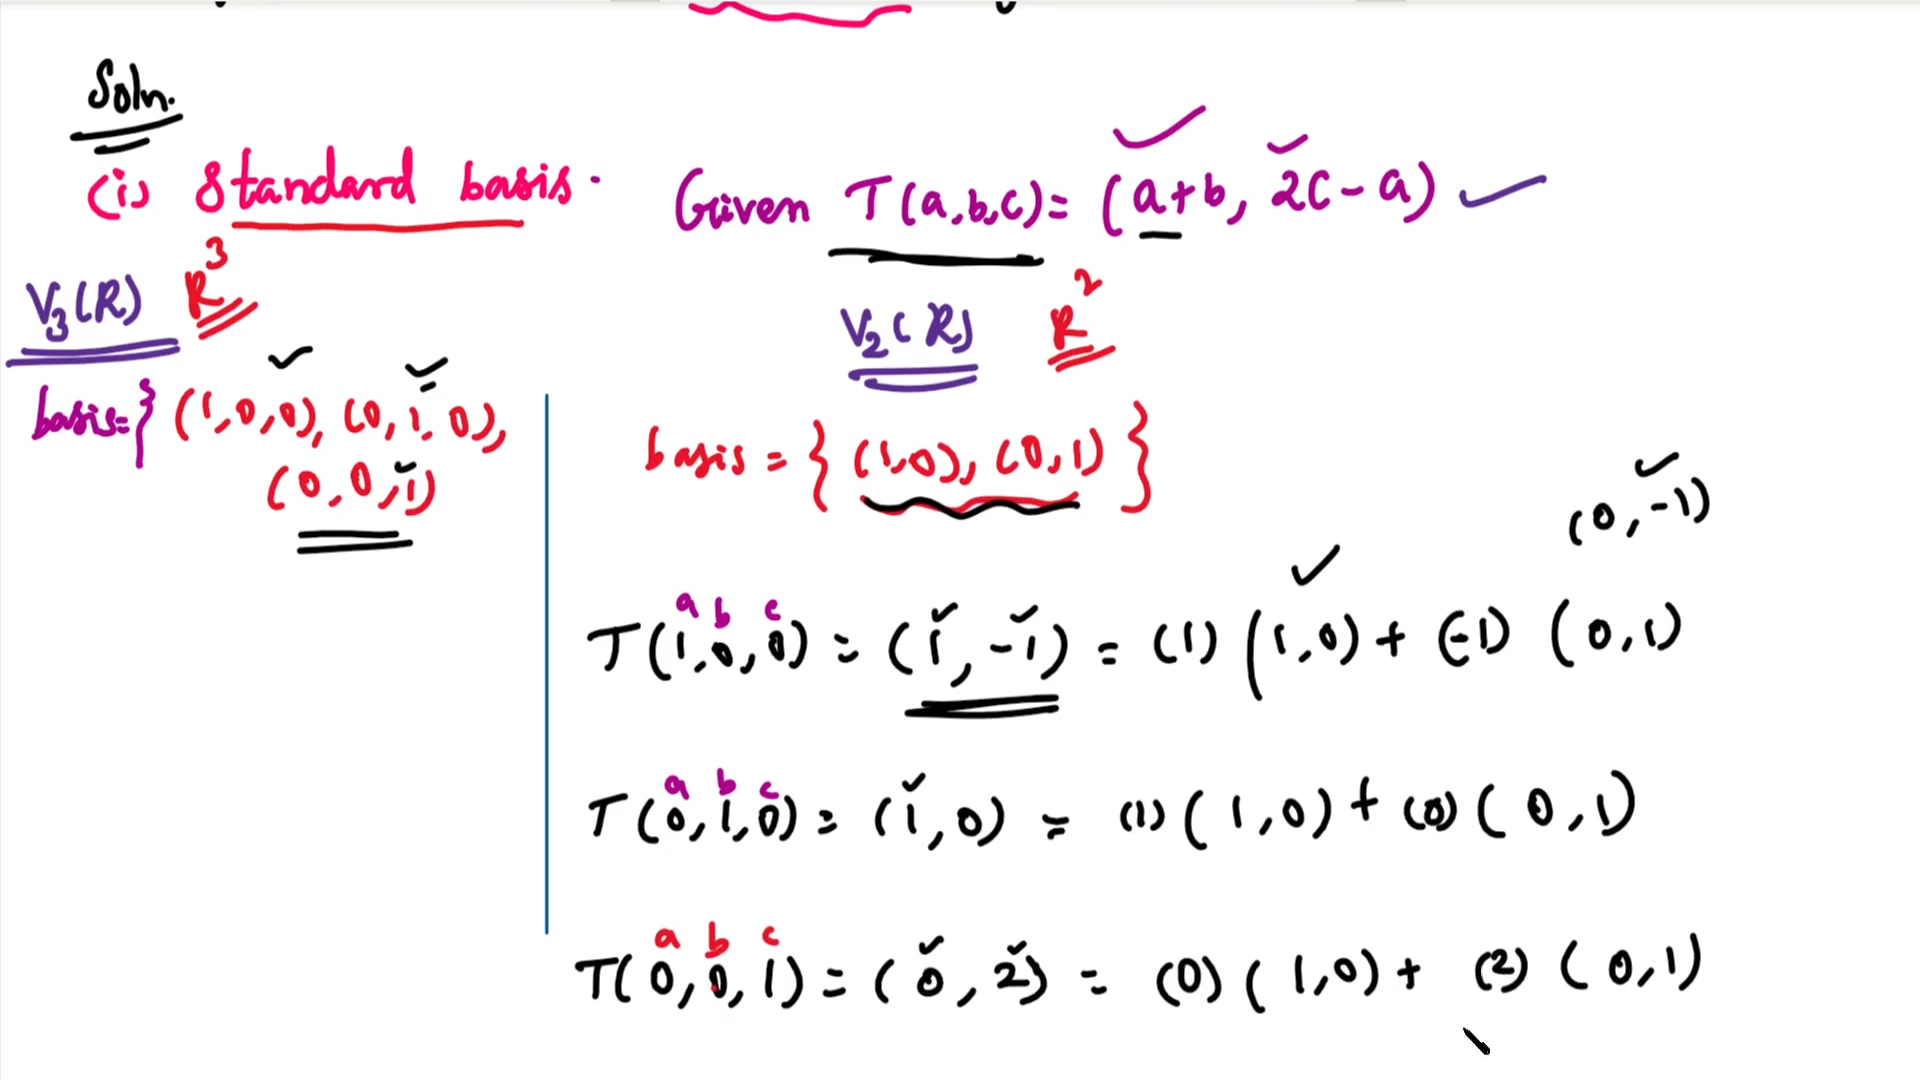 Soln.
(i) Standard basis.
Given T(a,b,c) = (a+b, 2c-a)
V₃(R) R³
basis = { (1,0,0), (0,1,0),
(0,0,1)
V₂(R) R²
basis = { (1,0), (0,1) }
(0,-1)
a b c
T(1,0,0) = (1,-1) = (1) (1,0) + (-1) (0,1)
a b c
T(0,1,0) = (1,0) = (1) (1,0) + (0) (0,1)
a b c
T(0,0,1) = (0,2) = (0) (1,0) + (2) (0,1)